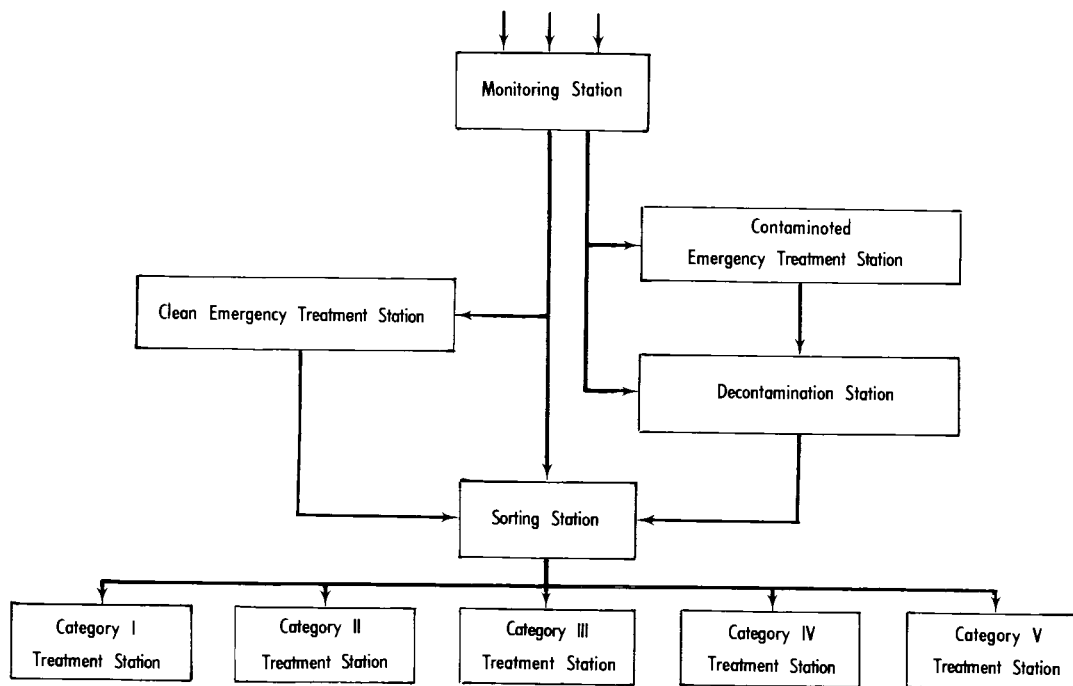 Monitoring Station
Contaminoted
Emergency Treatment Station
Clean Emergency Treatment Station
Decontamination Station
Sorting Station
Category I
Treatment Station
Category II
Treatment Station
Category III
Treatment Station
Category IV
Treatment Station
Category V
Treatment Station